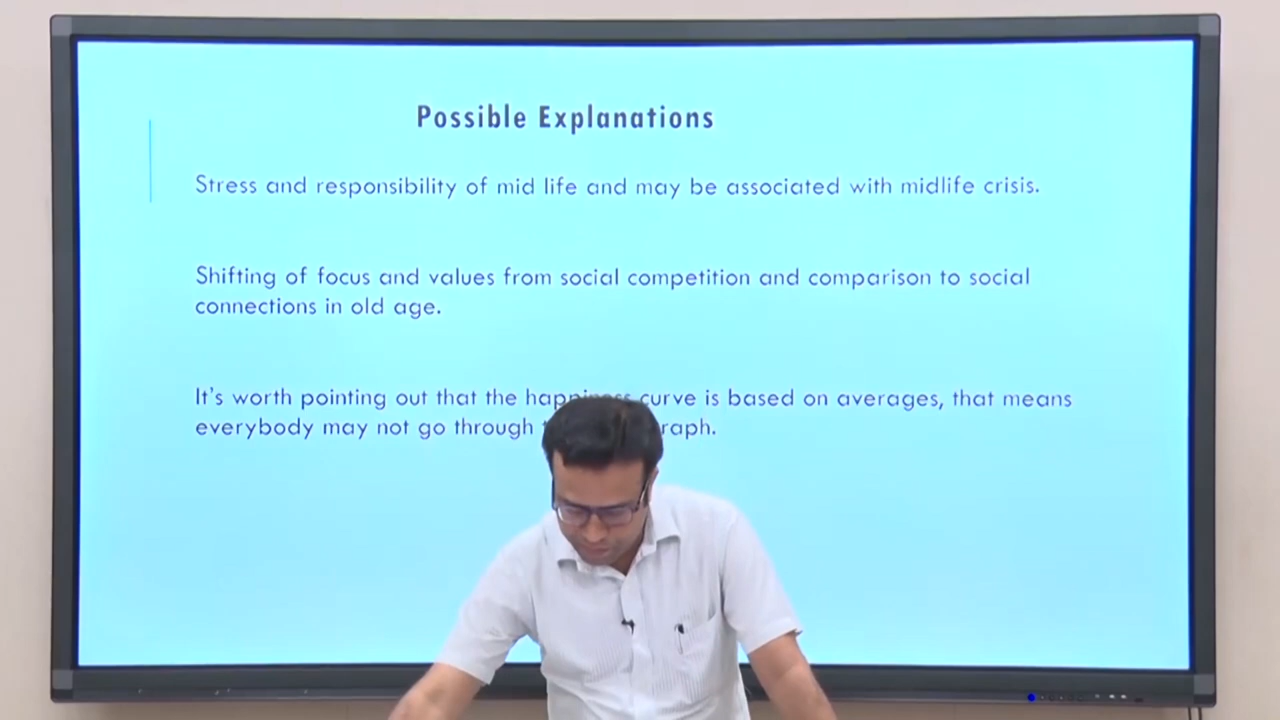 Possible Explanations
Stress and responsibility of mid life and may be associated with midlife crisis.
Shifting of focus and values from social competition and comparison to social
connections in old age.
It's worth pointing out that the happiness curve is based on averages, that means
everybody may not go through